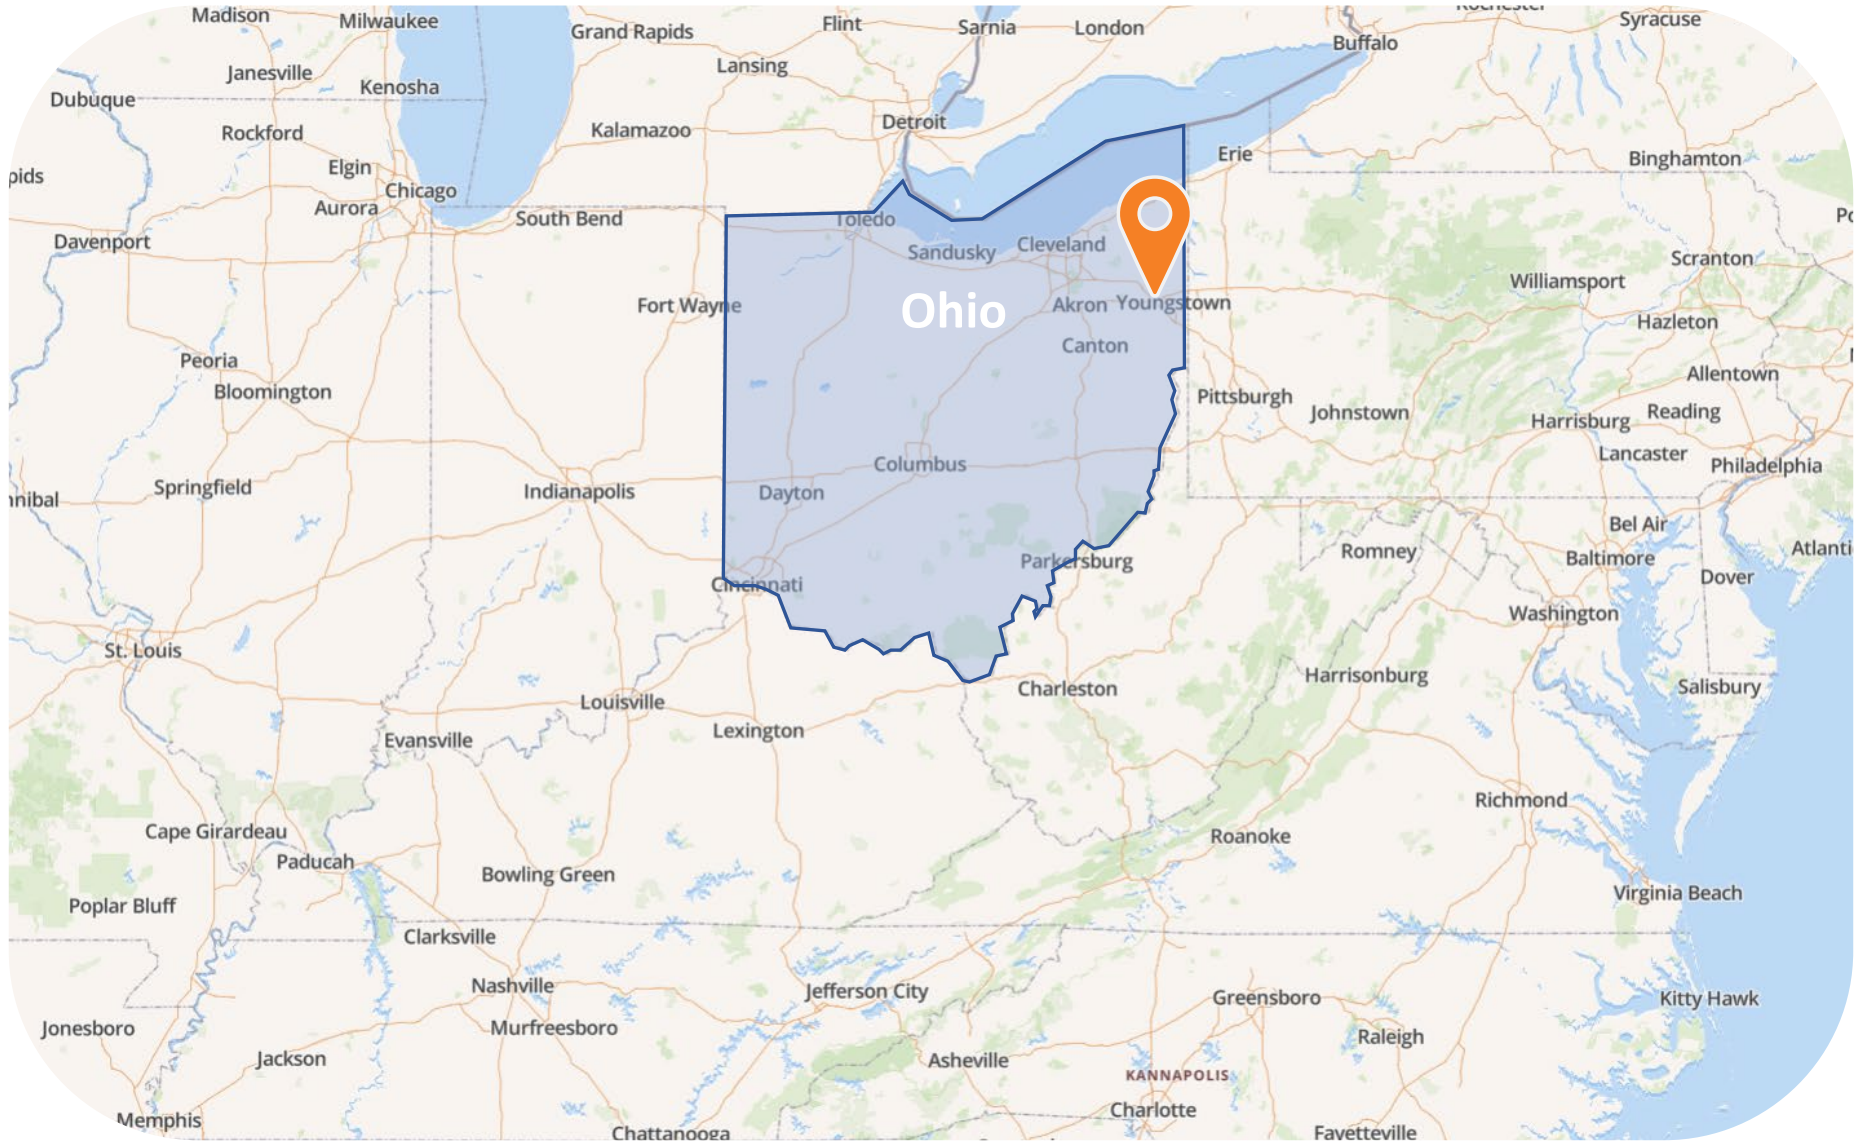 Madison
Milwaukee
Grand Rapids
Flint
Sarnia
London
Rochester
Syracuse
Buffalo
Lansing
Janesville
Kenosha
Dubuque
Detroit
Rockford
Kalamazoo
Elgin
Erie
Binghamton
pids
Chicago
Aurora
South Bend
Toledo
Davenport
Sandusky
Cleveland
Scranton
Williamsport
Fort Wayne
Ohio
Akron
Youngstown
Hazleton
Canton
Peoria
Bloomington
Allentown
Pittsburgh
Johnstown
Harrisburg
Reading
Lancaster
Columbus
Philadelphia
Springfield
Indianapolis
Dayton
nnibal
Bel Air
Romney
Baltimore
Atlanti
Parkersburg
Dover
Cincinnati
Washington
St. Louis
Harrisonburg
Charleston
Salisbury
Louisville
Lexington
Evansville
Richmond
Cape Girardeau
Roanoke
Paducah
Bowling Green
Virginia Beach
Poplar Bluff
Clarksville
Nashville
Jefferson City
Greensboro
Kitty Hawk
Jonesboro
Murfreesboro
Raleigh
Jackson
Asheville
KANNAPOLIS
Charlotte
Memphis
Chattanooga
Fayetteville